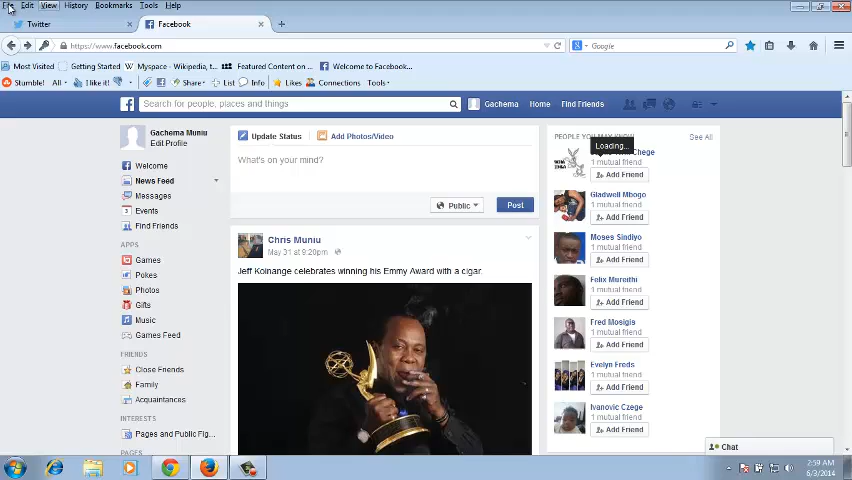 File Edit View History Bookmarks Tools Help
Twitter Facebook
https://www.facebook.com Google
Most Visited Getting Started Myspace - Wikipedia, t... Featured Content on ... Welcome to Facebook...
Stumble! All I like it! Share List Info Likes Connections Tools
Search for people, places and things Gachema Home Find Friends
Gachema Muniu
Edit Profile
Welcome
News Feed
Messages
3 Events
Find Friends
APPS
Games
Pokes
Photos
Gifts
Music
Games Feed
FRIENDS
Close Friends
Family
Acquaintances
INTERESTS
Pages and Public Fig...
PAGES
Update Status Add Photos/Video
What's on your mind?
Public Post
Chris Muniu
May 31 at 9:20pm
Jeff Koinange celebrates winning his Emmy Award with a cigar.
PEOPLE YOU MAY KNOW See All
Loading...
Chege
1 mutual friend
Add Friend
Gladwell Mbogo
1 mutual friend
Add Friend
Moses Sindiyo
1 mutual friend
Add Friend
Felix Mureithi
1 mutual friend
Add Friend
Fred Mosigis
1 mutual friend
Add Friend
Evelyn Freds
1 mutual friend
Add Friend
Ivanovic Czege
1 mutual friend
Add Friend
Chat
2:59 AM
6/3/2014